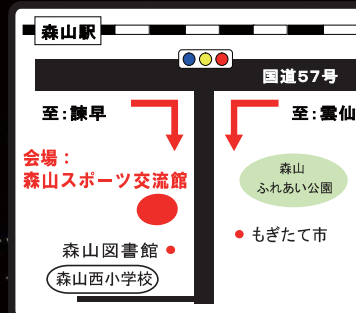 森山駅
国道57号
至:諫早
至:雲仙
会場：
森山スポーツ交流館
森山
ふれあい公園
もぎたて市
森山図書館
森山西小学校